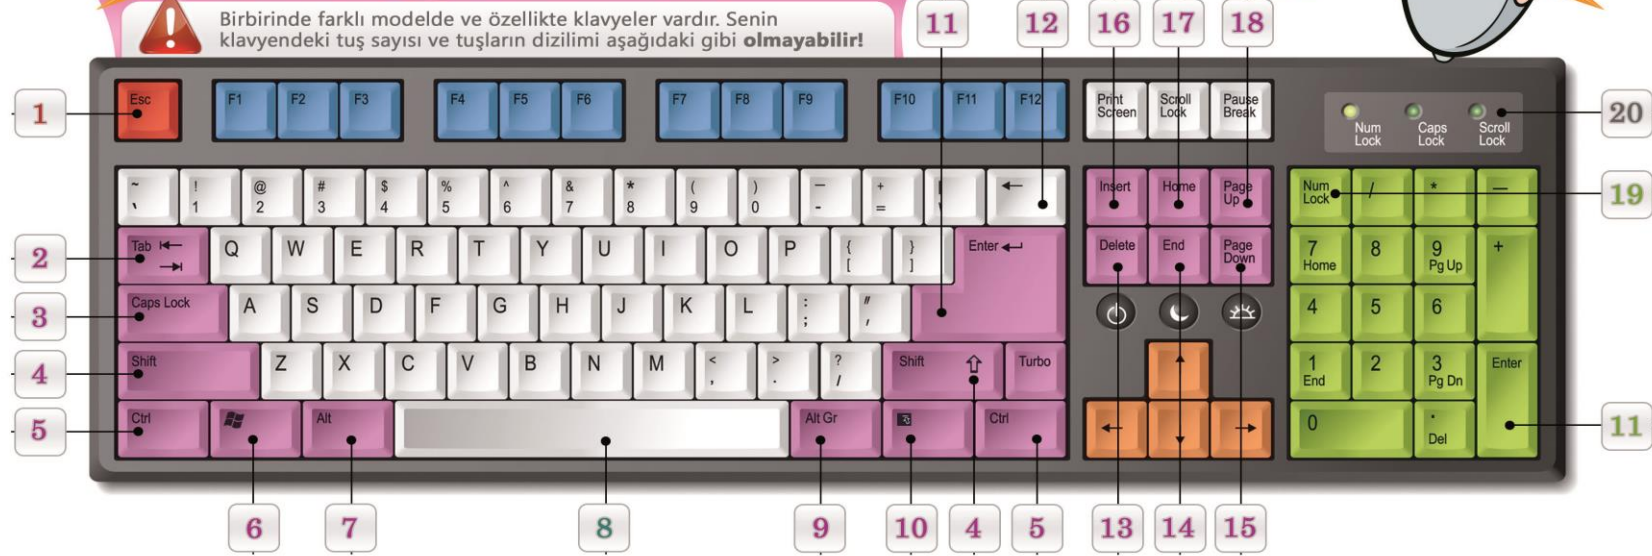 Birbirinde farklı modelde ve özellikte klavyeler vardır. Senin
klavyendeki tuş sayısı ve tuşların dizilimi aşağıdaki gibi olmayabilir!
11 12 16 17 18
1 Esc F1 F2 F3 F4 F5 F6 F7 F8 F9 F10 F11 F12 Print Screen Scroll Lock Pause Break
Num Lock Caps Lock Scroll Lock 20
~ ! @ # $ % ^ & * ( ) — +
` 1 2 3 4 5 6 7 8 9 0 - = ←
Insert Home Page Up Num Lock / * — 19
2 Tab Q W E R T Y U I O P { [ } ] Enter
Delete End Page Down 7 Home 8 9 Pg Up +
3 Caps Lock A S D F G H J K L : ; " ,
4 5 6
4 Shift Z X C V B N M < , > . ? / Shift ⇧ Turbo
↑ 1 End 2 3 Pg Dn Enter
5 Ctrl Alt Alt Gr Ctrl ← ↓ → 0 . Del 11
6 7 8 9 10 4 5 13 14 15